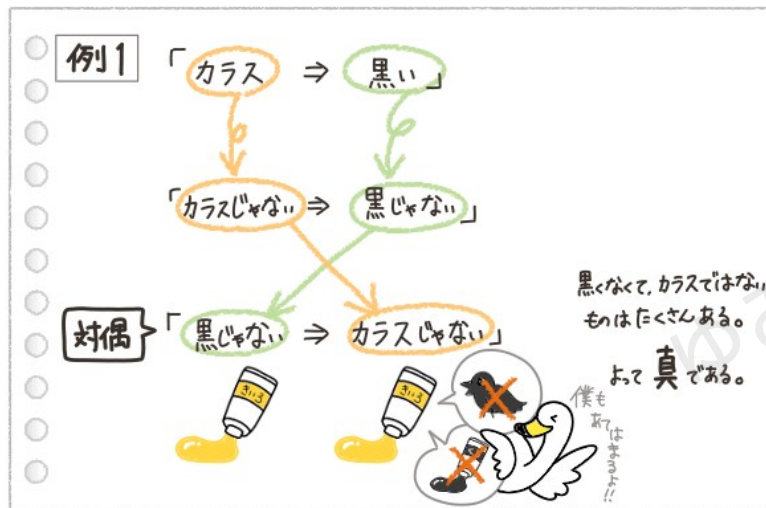 例1
「カラス ⇒ 黒い」
「カラスじゃない ⇒ 黒じゃない」
対偶
「黒じゃない ⇒ カラスじゃない」
黒くなくて、カラスではない
ものはたくさんある。
よって真である。
きいろ
きいろ
僕も
あては
まるよ!!
ゆる